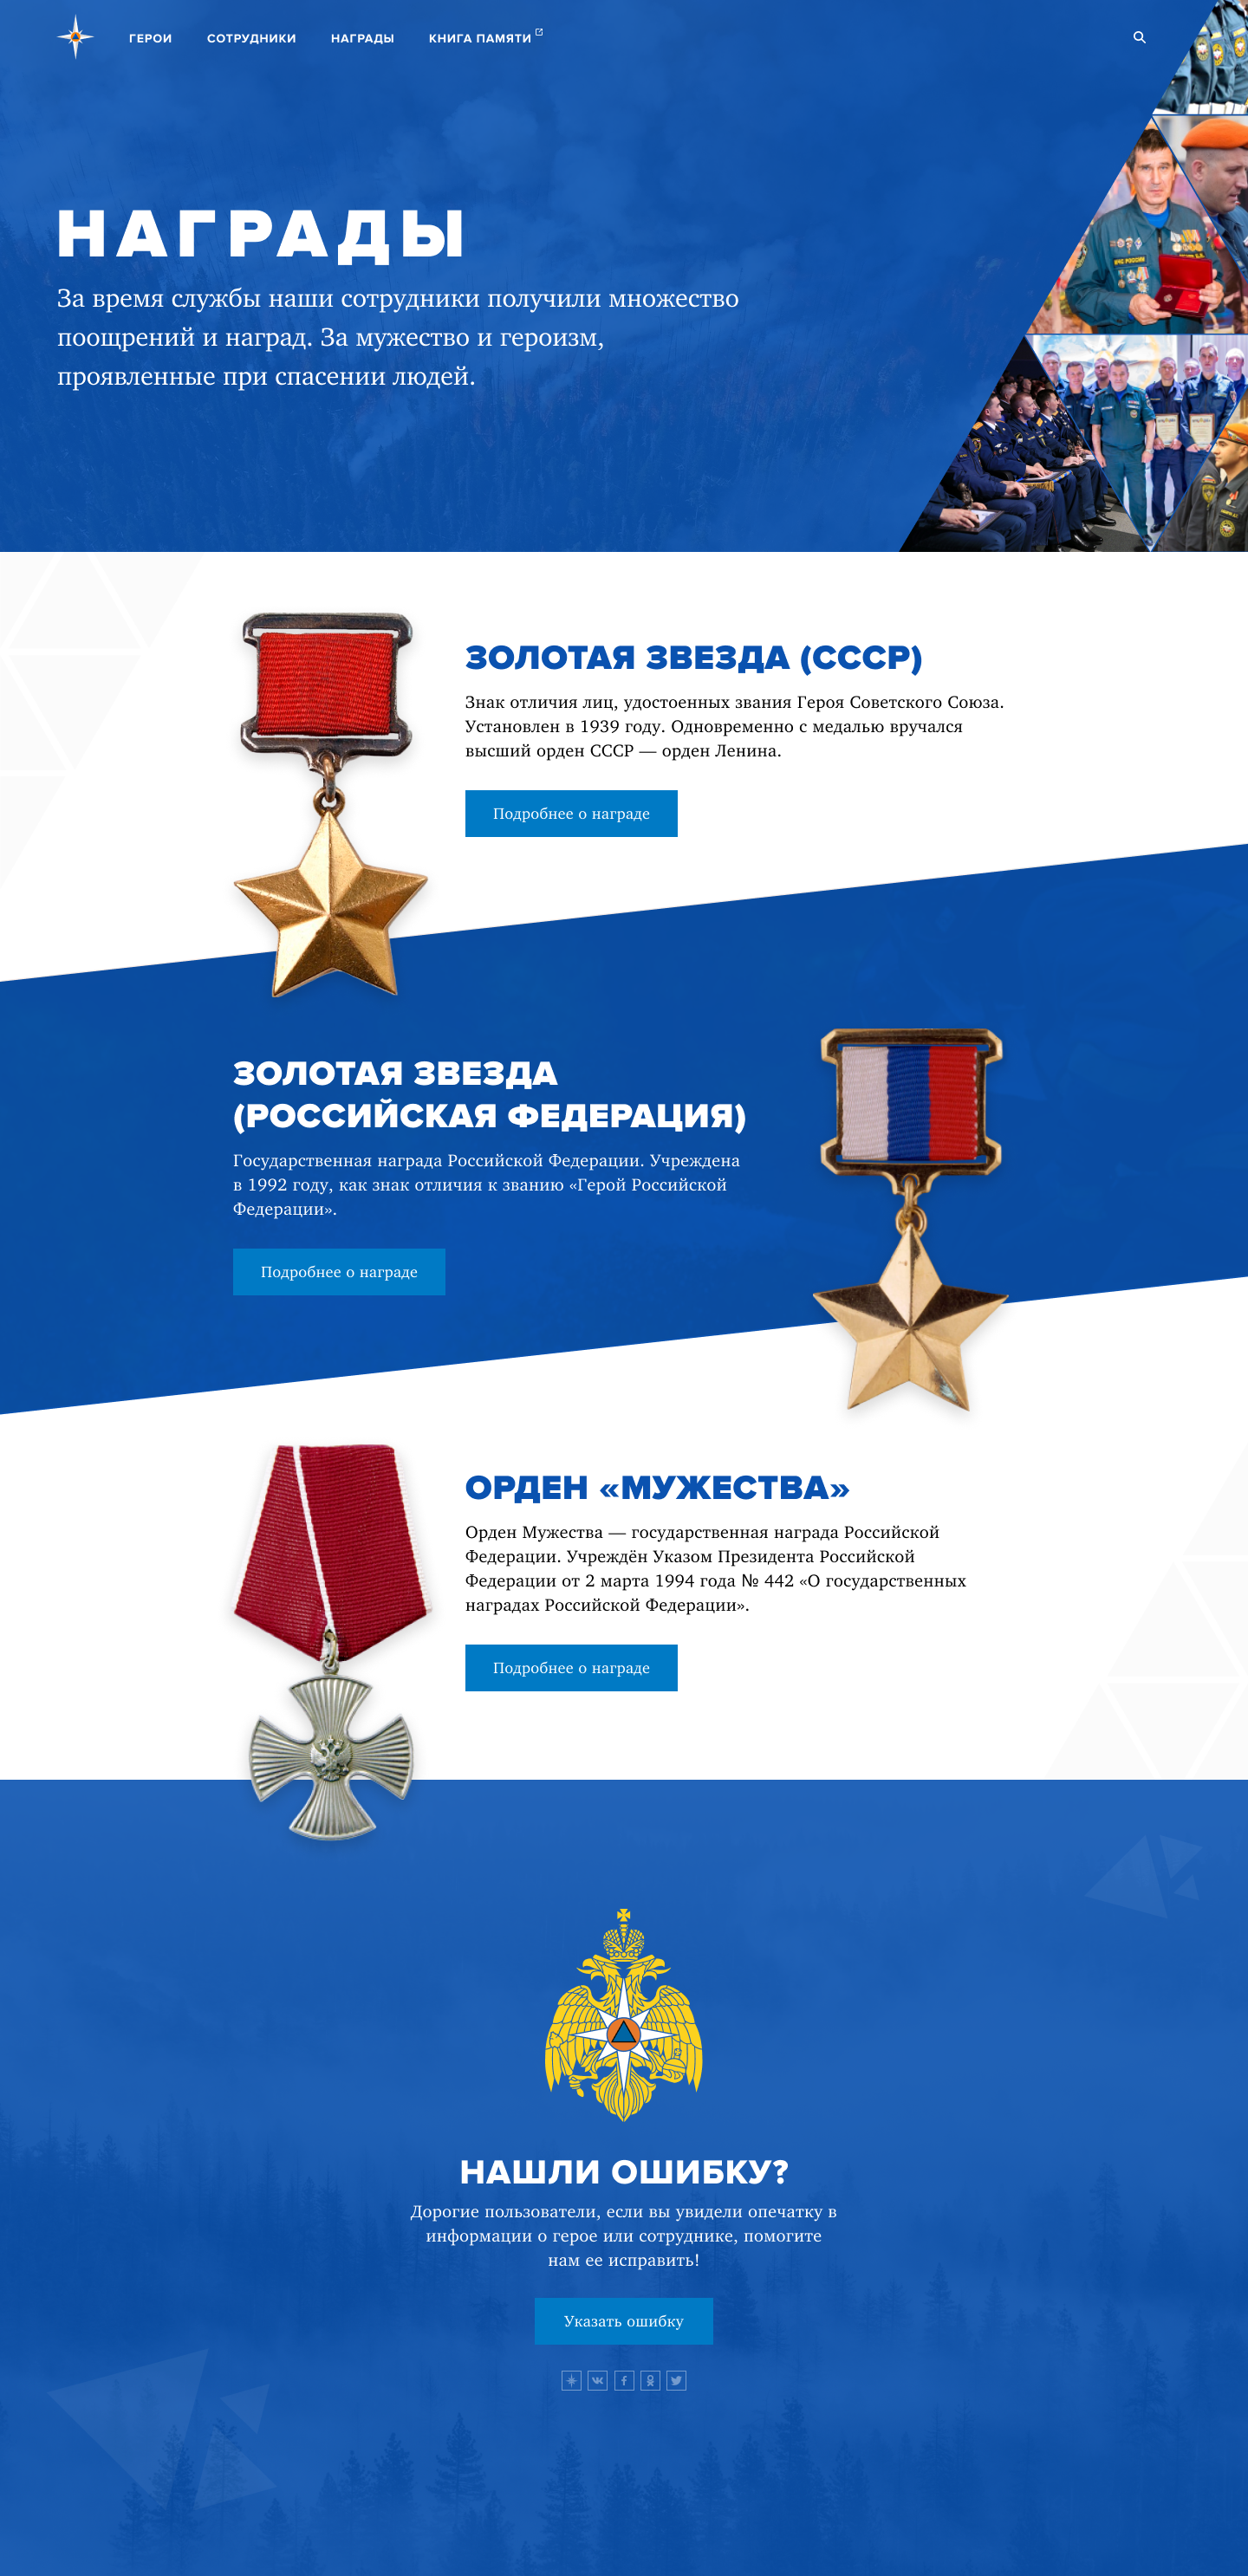 ГЕРОИ СОТРУДНИКИ НАГРАДЫ КНИГА ПАМЯТИ
НАГРАДЫ
За время службы наши сотрудники получили множество
поощрений и наград. За мужество и героизм,
проявленные при спасении людей.
ЗОЛОТАЯ ЗВЕЗДА (СССР)
Знак отличия лиц, удостоенных звания Героя Советского Союза.
Установлен в 1939 году. Одновременно с медалью вручался
высший орден СССР — орден Ленина.
Подробнее о награде
ЗОЛОТАЯ ЗВЕЗДА
(РОССИЙСКАЯ ФЕДЕРАЦИЯ)
Государственная награда Российской Федерации. Учреждена
в 1992 году, как знак отличия к званию «Герой Российской
Федерации».
Подробнее о награде
ОРДЕН «МУЖЕСТВА»
Орден Мужества — государственная награда Российской
Федерации. Учреждён Указом Президента Российской
Федерации от 2 марта 1994 года № 442 «О государственных
наградах Российской Федерации».
Подробнее о награде
НАШЛИ ОШИБКУ?
Дорогие пользователи, если вы увидели опечатку в
информации о герое или сотруднике, помогите
нам ее исправить!
Указать ошибку